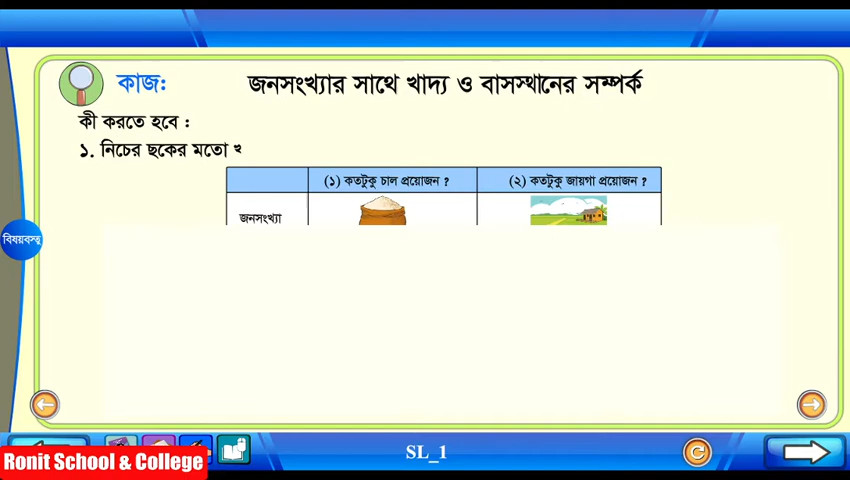 কাজ:
জনসংখ্যার সাথে খাদ্য ও বাসস্থানের সম্পর্ক
কী করতে হবে :
১. নিচের ছকের মতো
(১) কতটুকু চাল প্রয়োজন ?
(২) কতটুকু জায়গা প্রয়োজন ?
জনসংখ্যা
বিষয়বস্তু
SL_1
Ronit School & College